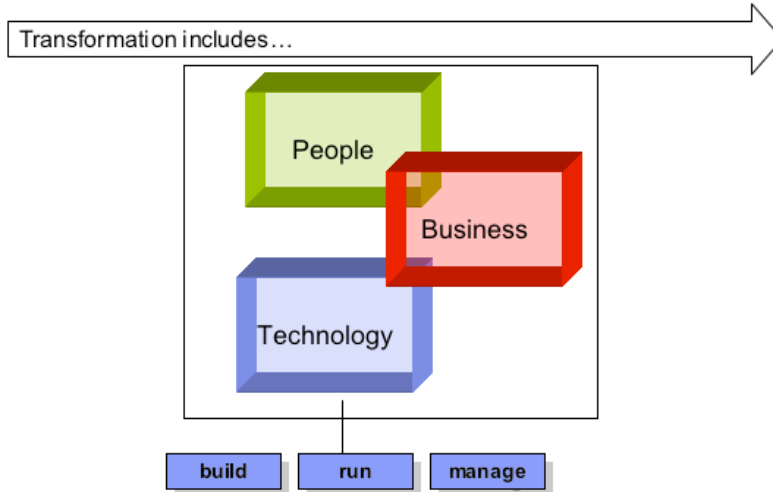 Transformation includes…
People
Business
Technology
build
run
manage